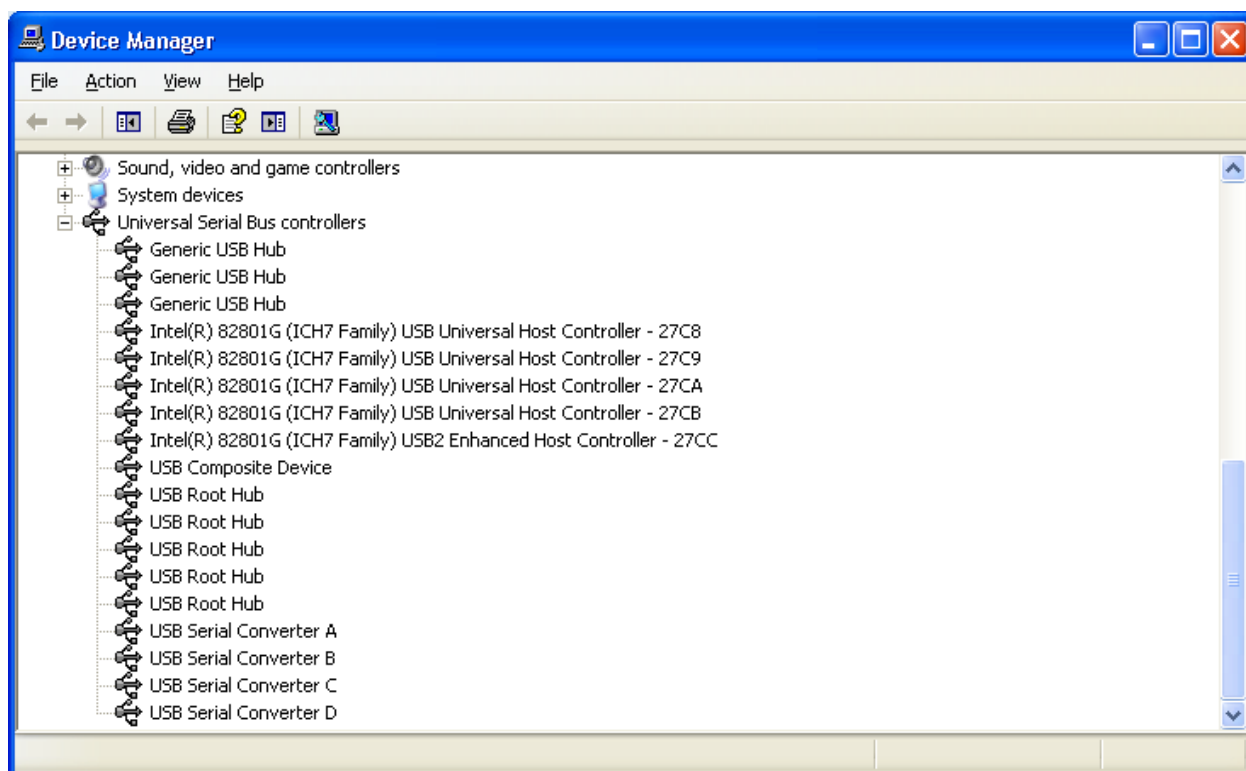 Device Manager
File Action View Help
Sound, video and game controllers
System devices
Universal Serial Bus controllers
Generic USB Hub
Generic USB Hub
Generic USB Hub
Intel(R) 82801G (ICH7 Family) USB Universal Host Controller - 27C8
Intel(R) 82801G (ICH7 Family) USB Universal Host Controller - 27C9
Intel(R) 82801G (ICH7 Family) USB Universal Host Controller - 27CA
Intel(R) 82801G (ICH7 Family) USB Universal Host Controller - 27CB
Intel(R) 82801G (ICH7 Family) USB2 Enhanced Host Controller - 27CC
USB Composite Device
USB Root Hub
USB Root Hub
USB Root Hub
USB Root Hub
USB Root Hub
USB Serial Converter A
USB Serial Converter B
USB Serial Converter C
USB Serial Converter D